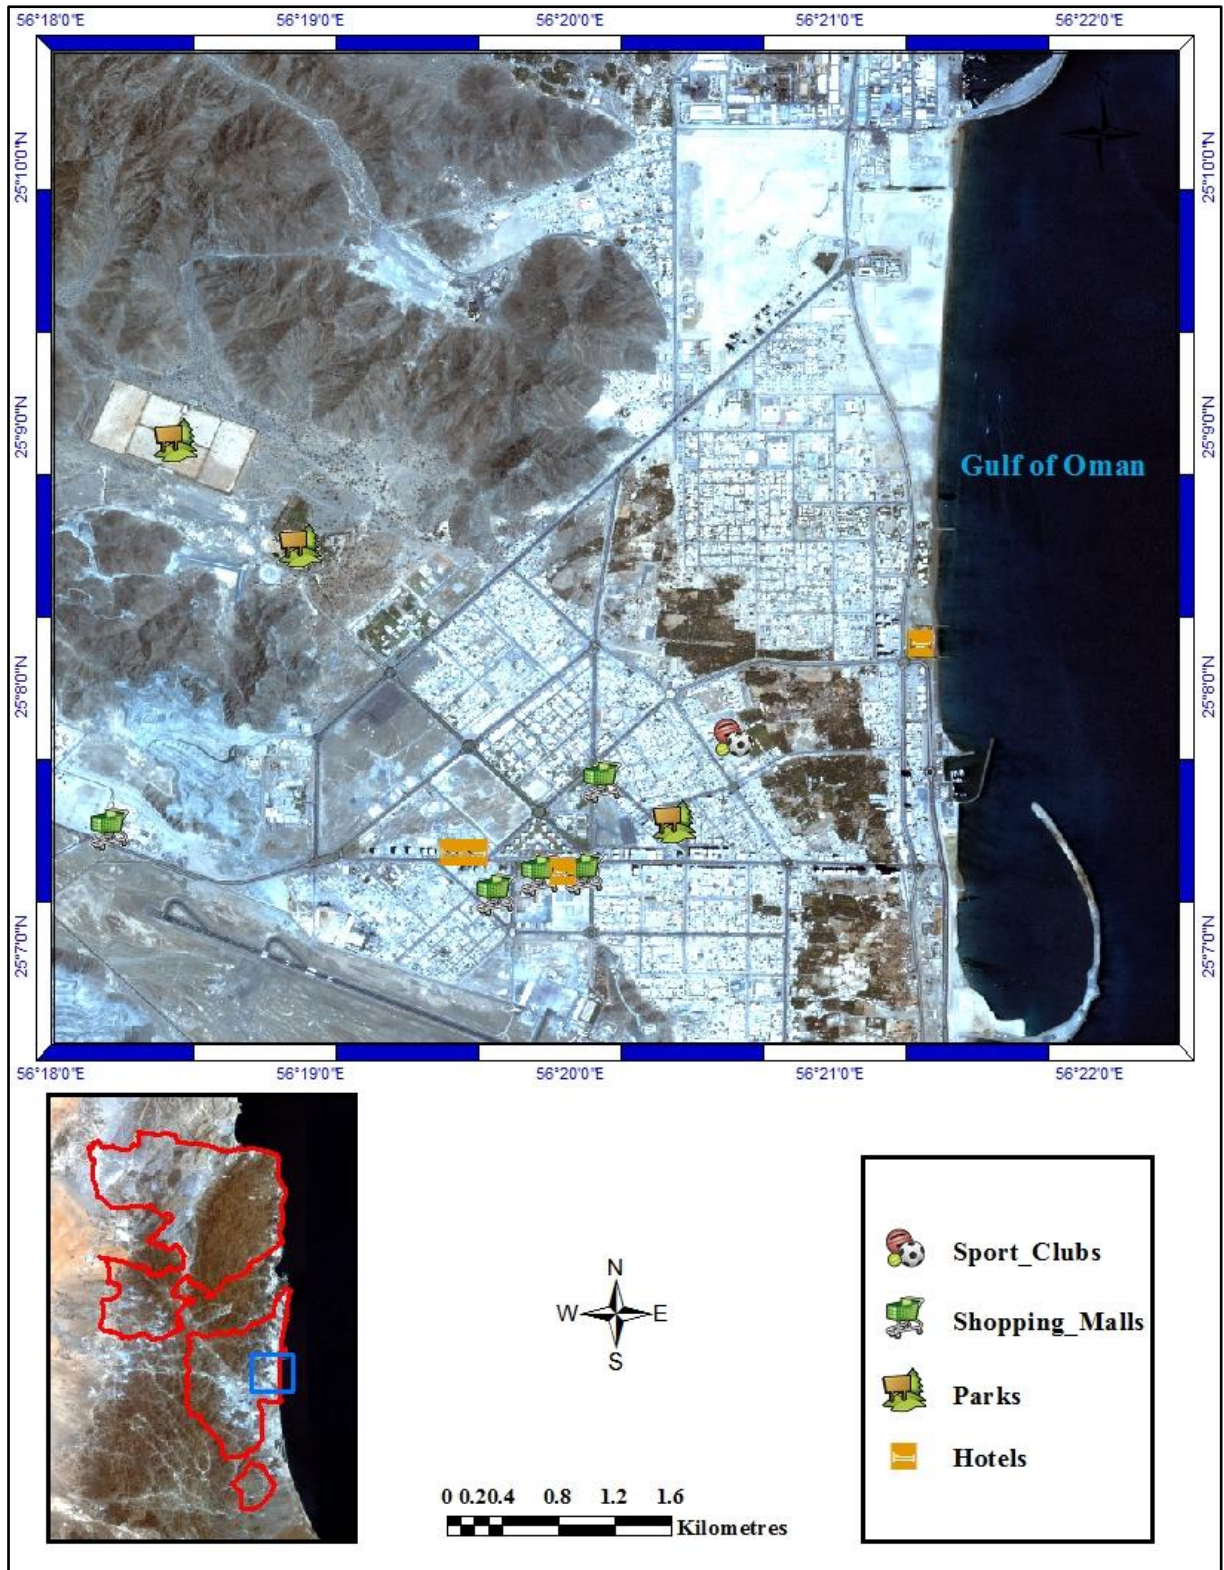 56°18'0"E 56°19'0"E 56°20'0"E 56°21'0"E 56°22'0"E
N
25°10'0"N 25°10'0"N
25°9'0"N 25°9'0"N
Gulf of Oman
25°8'0"N 25°8'0"N
25°7'0"N 25°7'0"N
56°18'0"E 56°19'0"E 56°20'0"E 56°21'0"E 56°22'0"E
N
W E
S
0 0.2 0.4 0.8 1.2 1.6
Kilometres
Sport_Clubs
Shopping_Malls
Parks
Hotels